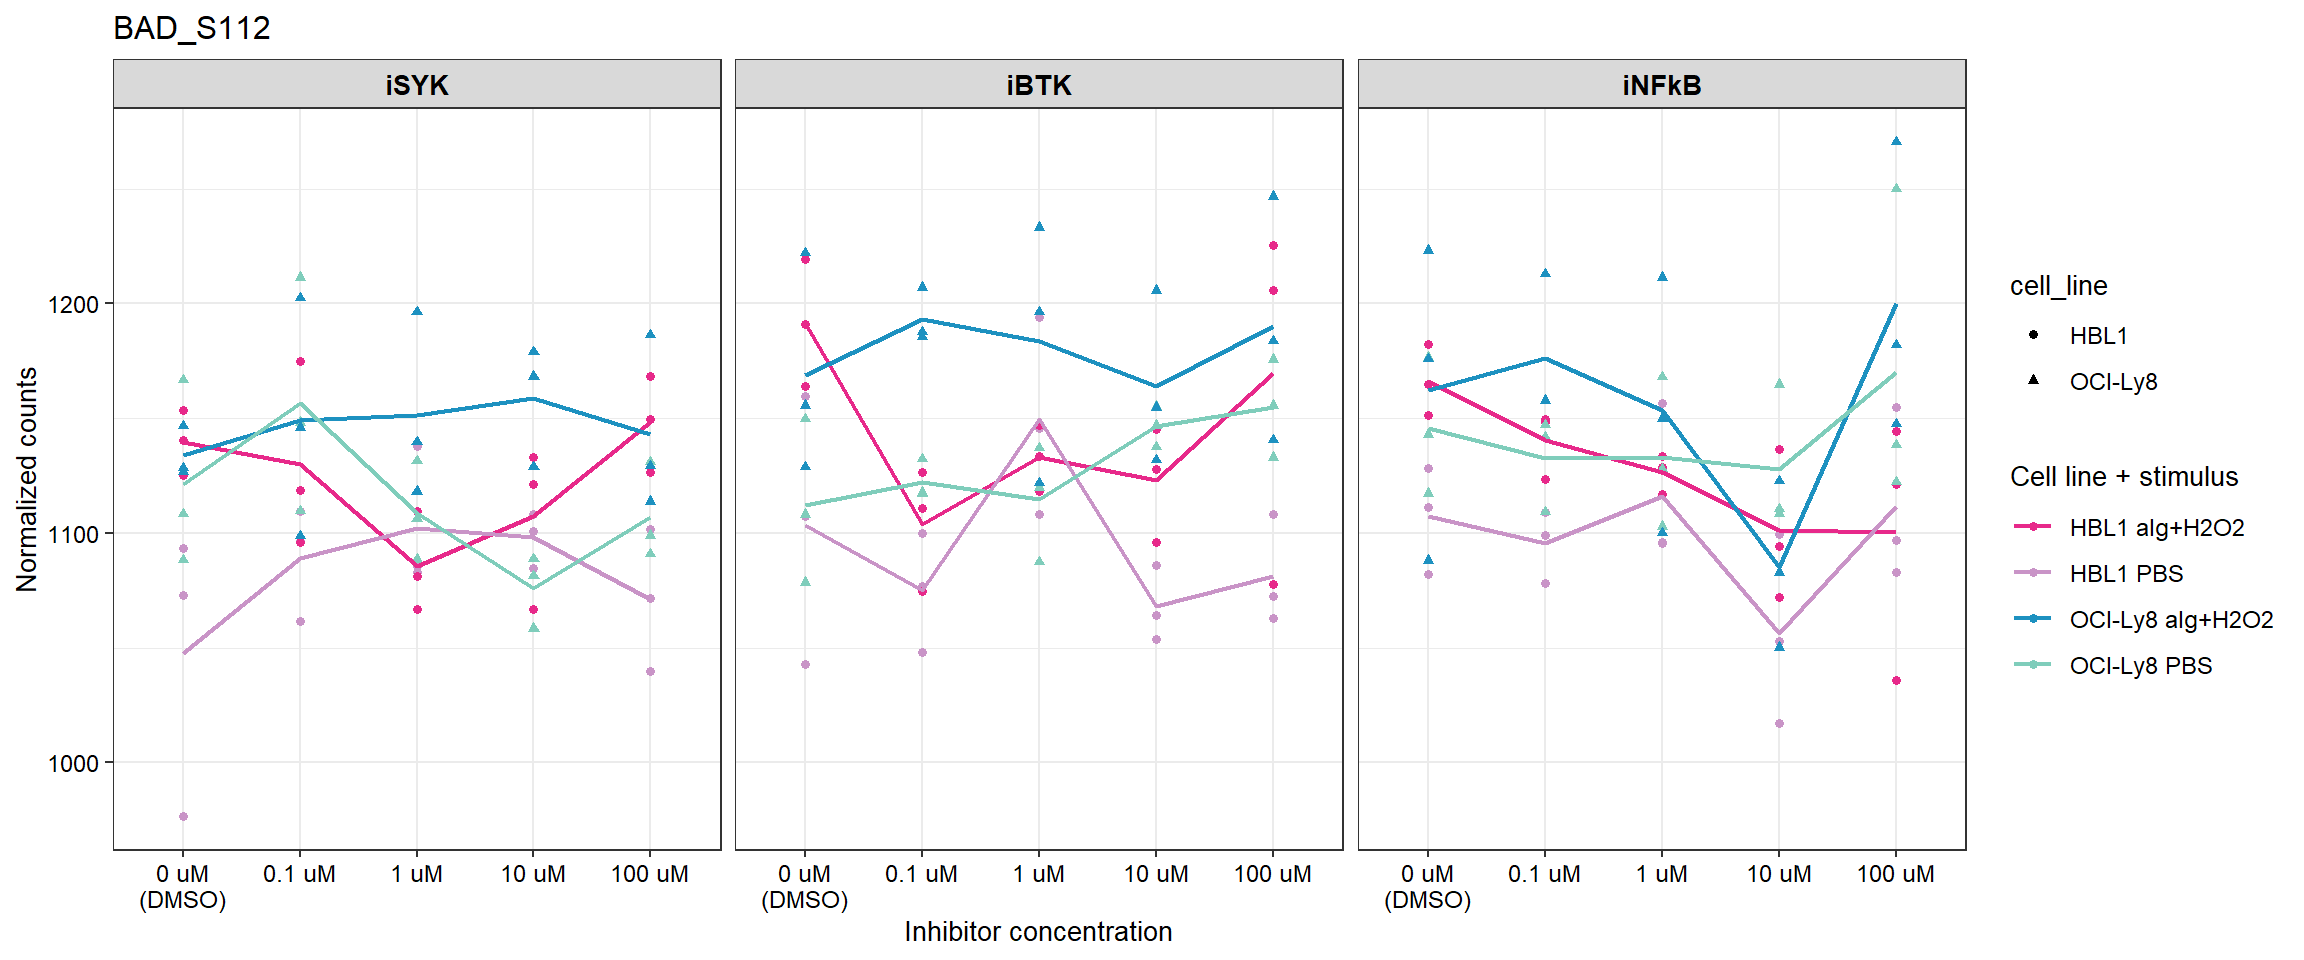 BAD_S112
iSYK
iBTK
iNFkB
Normalized counts
1200
1100
1000
0 uM
(DMSO)
0.1 uM
1 uM
10 uM
100 uM
0 uM
(DMSO)
0.1 uM
1 uM
10 uM
100 uM
0 uM
(DMSO)
0.1 uM
1 uM
10 uM
100 uM
Inhibitor concentration
cell_line
HBL1
OCI-Ly8
Cell line + stimulus
HBL1 aIg+H2O2
HBL1 PBS
OCI-Ly8 aIg+H2O2
OCI-Ly8 PBS